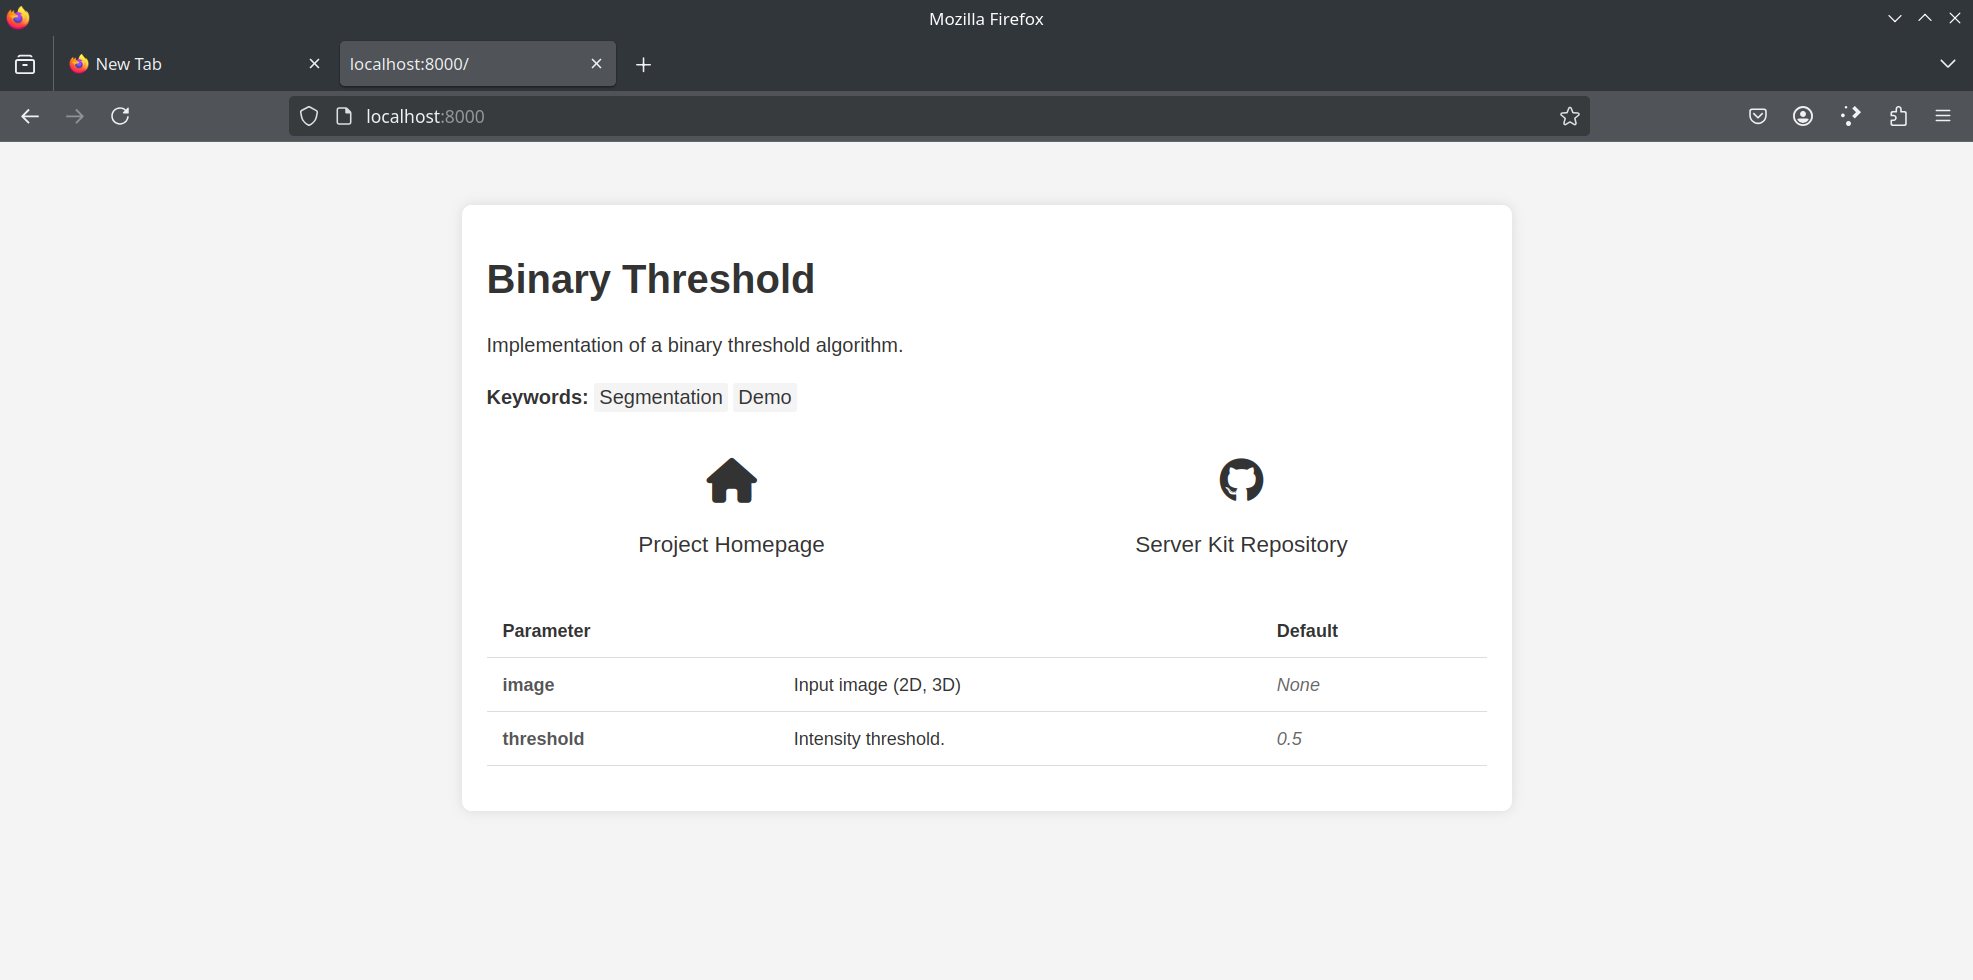 Mozilla Firefox
New Tab
localhost:8000/
localhost:8000
Binary Threshold
Implementation of a binary threshold algorithm.
Keywords: Segmentation Demo
Project Homepage
Server Kit Repository
Parameter Default
image Input image (2D, 3D) None
threshold Intensity threshold. 0.5